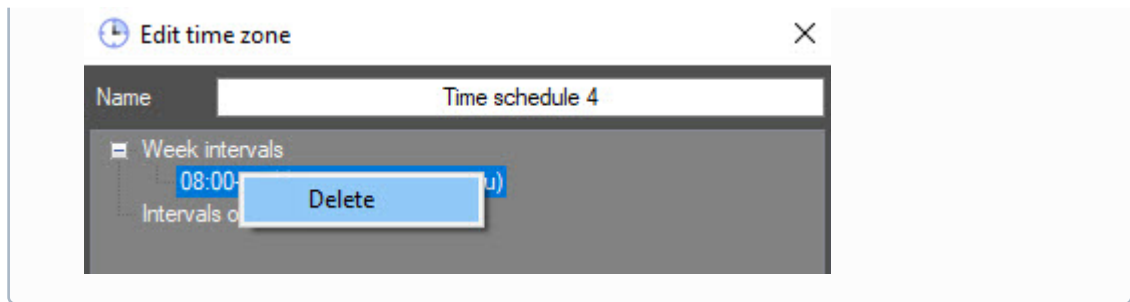 Edit time zone
Name Time schedule 4
Week intervals
08:00- u)
Delete
Intervals o